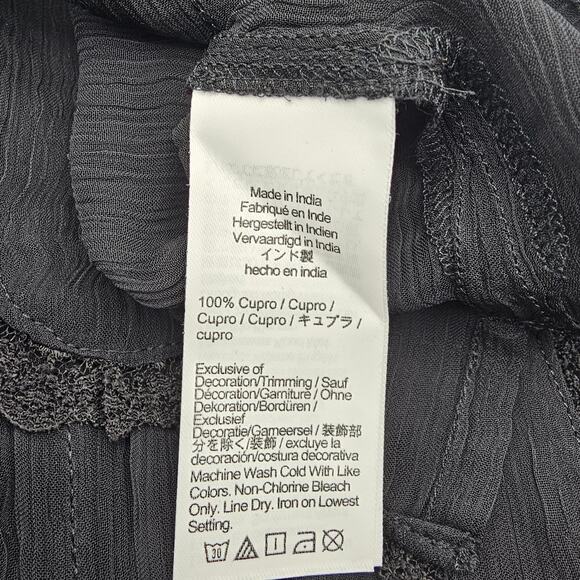 Made in India
Fabriqué en Inde
Hergestellt in Indien
Vervaardigd in India
インド製
hecho en india
100% Cupro / Cupro /
Cupro / Cupro / キュプラ /
cupro
Exclusive of
Decoration/Trimming / Sauf
Décoration/Garniture / Ohne
Dekoration/Bordüren /
Exclusief
Decoratie/Gameersel / 装飾部
分を除く/装飾 / excluye la
decoración/costura decorativa
Machine Wash Cold With Like
Colors. Non-Chlorine Bleach
Only. Line Dry. Iron on Lowest
Setting.
30